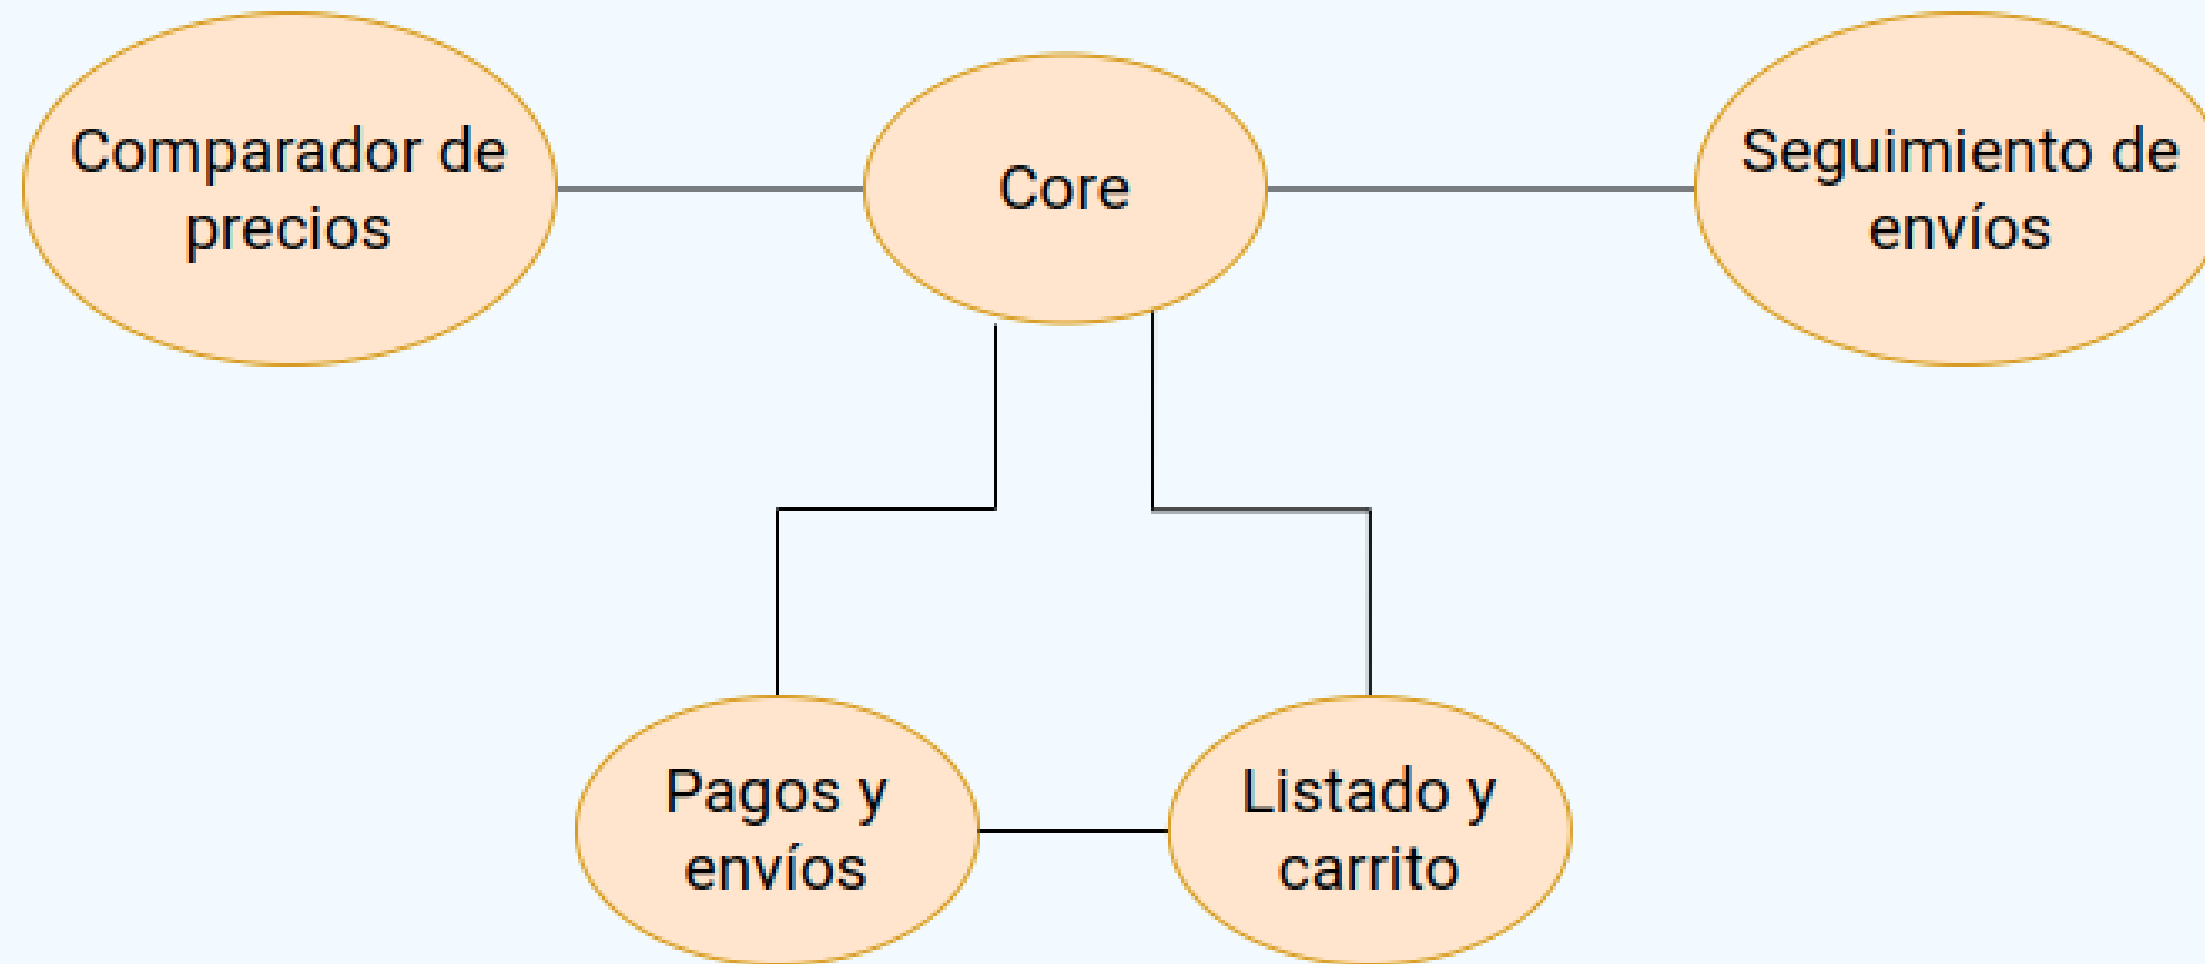 Comparador de
precios
Core
Seguimiento de
envíos
Pagos y
envíos
Listado y
carrito